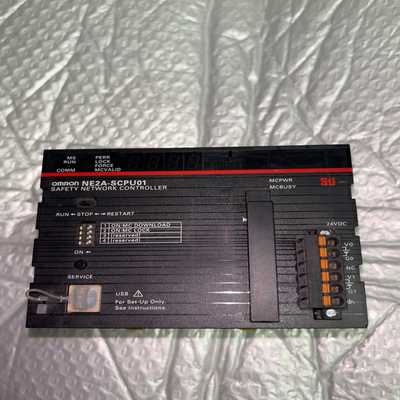 MS PERR
RUN LOCK
FORCE
COMM MCVALID
OMRON NE2A-SCPU01
SAFETY NETWORK CONTROLLER
MCPWR
MCBUSY
RUN ←STOP ←RESTART
24VDC
1 ON:MC DOWNLOAD
2 ON:MC LOCK
3 (reserved)
4 (reserved)
ON ←
SERVICE
USB
For Set-Up Only.
See Instructions.